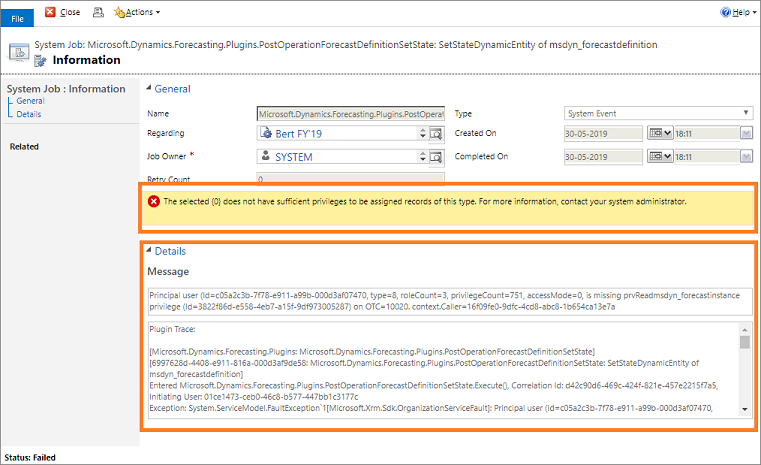 File
Close
Actions
Help
System Job: Microsoft.Dynamics.Forecasting.Plugins.PostOperationForecastDefinitionSetState: SetStateDynamicEntity of msdyn_forecastdefinition
Information
System Job : Information
General
Details
Related
General
Name
Microsoft.Dynamics.Forecasting.Plugins.PostOpera
Type
System Event
Regarding
Bert FY'19
Created On
30-05-2019
18:11
Job Owner *
SYSTEM
Completed On
30-05-2019
18:11
Retry Count
0
The selected {0} does not have sufficient privileges to be assigned records of this type. For more information, contact your system administrator.
Details
Message
Principal user (Id=c05a2c3b-7f78-e911-a99b-000d3af07470, type=8, roleCount=3, privilegeCount=751, accessMode=0, is missing prvReadmsdyn_forecastinstance
privilege (Id=3822f86d-e558-4eb7-a15f-9df973005287) on OTC=10020. context.Caller=16f09fe0-9dfc-4cd8-abc8-1b654ca13e7a
Plugin Trace:
[Microsoft.Dynamics.Forecasting.Plugins: Microsoft.Dynamics.Forecasting.Plugins.PostOperationForecastDefinitionSetState]
[6997628d-4408-e911-816a-000d3af9de58: Microsoft.Dynamics.Forecasting.Plugins.PostOperationForecastDefinitionSetState: SetStateDynamicEntity of
msdyn_forecastdefinition]
Entered Microsoft.Dynamics.Forecasting.Plugins.PostOperationForecastDefinitionSetState.Execute(), Correlation Id: d42c90d6-469c-424f-821e-457e2215f7a5,
Initiating User: 01ce1473-ceb0-46c8-b577-447bb1c3177c
Exception: System.ServiceModel.FaultException`1[Microsoft.Xrm.Sdk.OrganizationServiceFault]: Principal user (Id=c05a2c3b-7f78-e911-a99b-000d3af07470,
Status: Failed